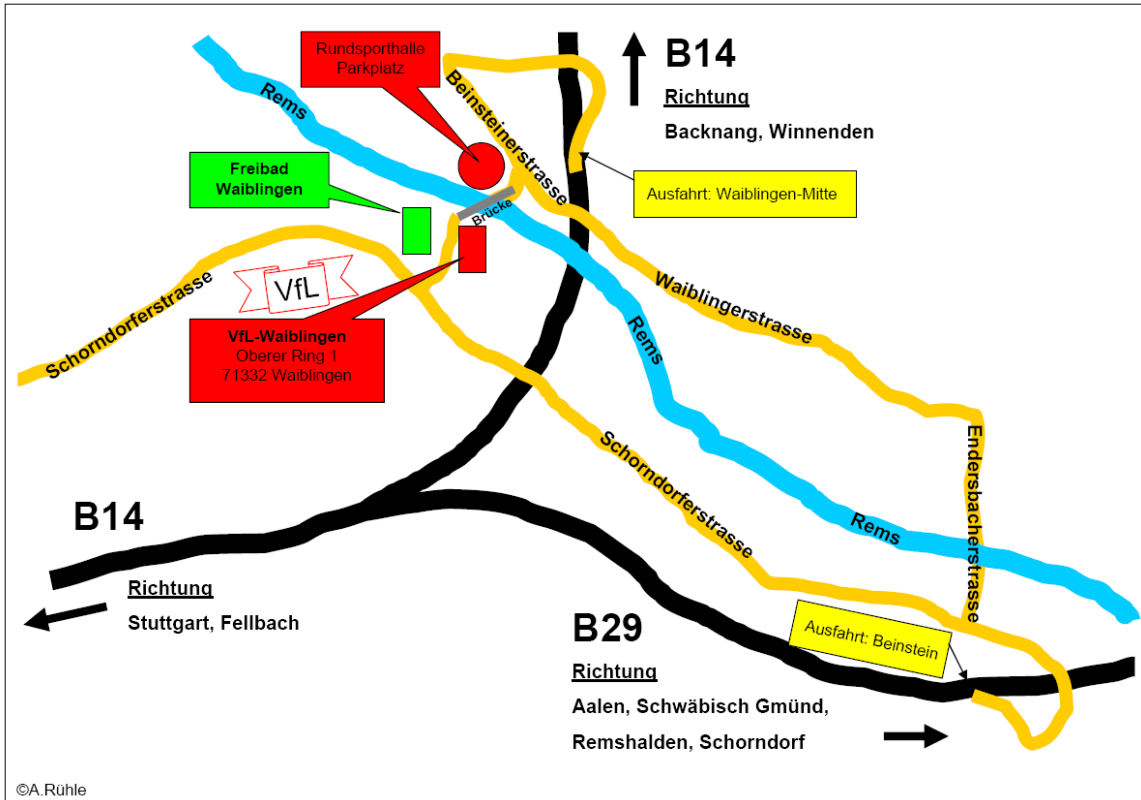 Rundsporthalle
Parkplatz
B14
Richtung
Backnang, Winnenden
Rems
Beinsteinerstrasse
Freibad
Waiblingen
Ausfahrt: Waiblingen-Mitte
Brücke
Schorndorferstrasse
VfL
Waiblingerstrasse
Rems
VfL-Waiblingen
Oberer Ring 1
71332 Waiblingen
Schorndorferstrasse
Endersbacherstrasse
B14
Rems
Richtung
Stuttgart, Fellbach
B29
Ausfahrt: Beinstein
Richtung
Aalen, Schwäbisch Gmünd,
Remshalden, Schorndorf
©A.Rühle